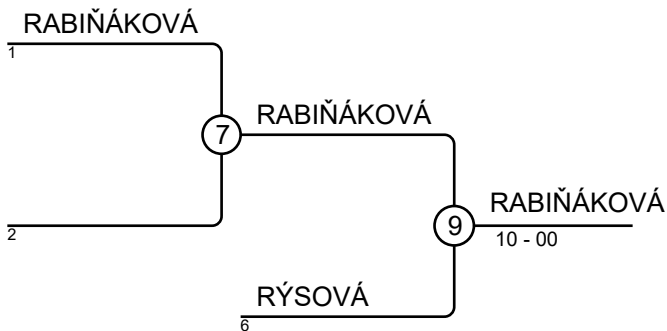 RABIŇÁKOVÁ
1
7
RABIŇÁKOVÁ
2
9
RABIŇÁKOVÁ
10 - 00
RÝSOVÁ
6